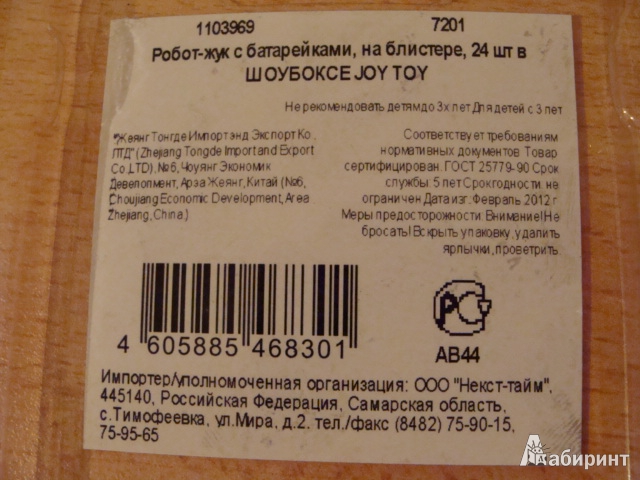 1103969 7201
Робот-жук с батарейками, на блистере, 24 шт в
ШОУБОКСЕ JOY TOY
Не рекомендовать детям до 3х лет Для детей с 3 лет
"Жеянг Тонгде Импорт энд Экспорт Ко.,
ЛТД" (Zhejiang Tongde Import and Export
Co.,LTD). №6, Чоуянг Экономик
Девелопмент, Арэа Жеянг, Китай (№6,
Choujiang Economic Development, Area
Zhejiang, China.)
Соответствует требованиям
нормативных документов. Товар
сертифицирован. ГОСТ 25779-90 Срок
службы: 5 лет Срок годности: не
ограничен Дата изг.: Февраль 2012 г
Меры предосторожности: Внимание! Не
бросать! Вскрыть упаковку, удалить
ярлычки, проветрить
4 605885 468301
РСТ
АВ44
Импортер/уполномоченная организация: ООО "Некст-тайм",
445140, Российская Федерация, Самарская область,
с.Тимофеевка, ул.Мира, д.2. тел./факс (8482) 75-90-15,
75-95-65
Лабиринт